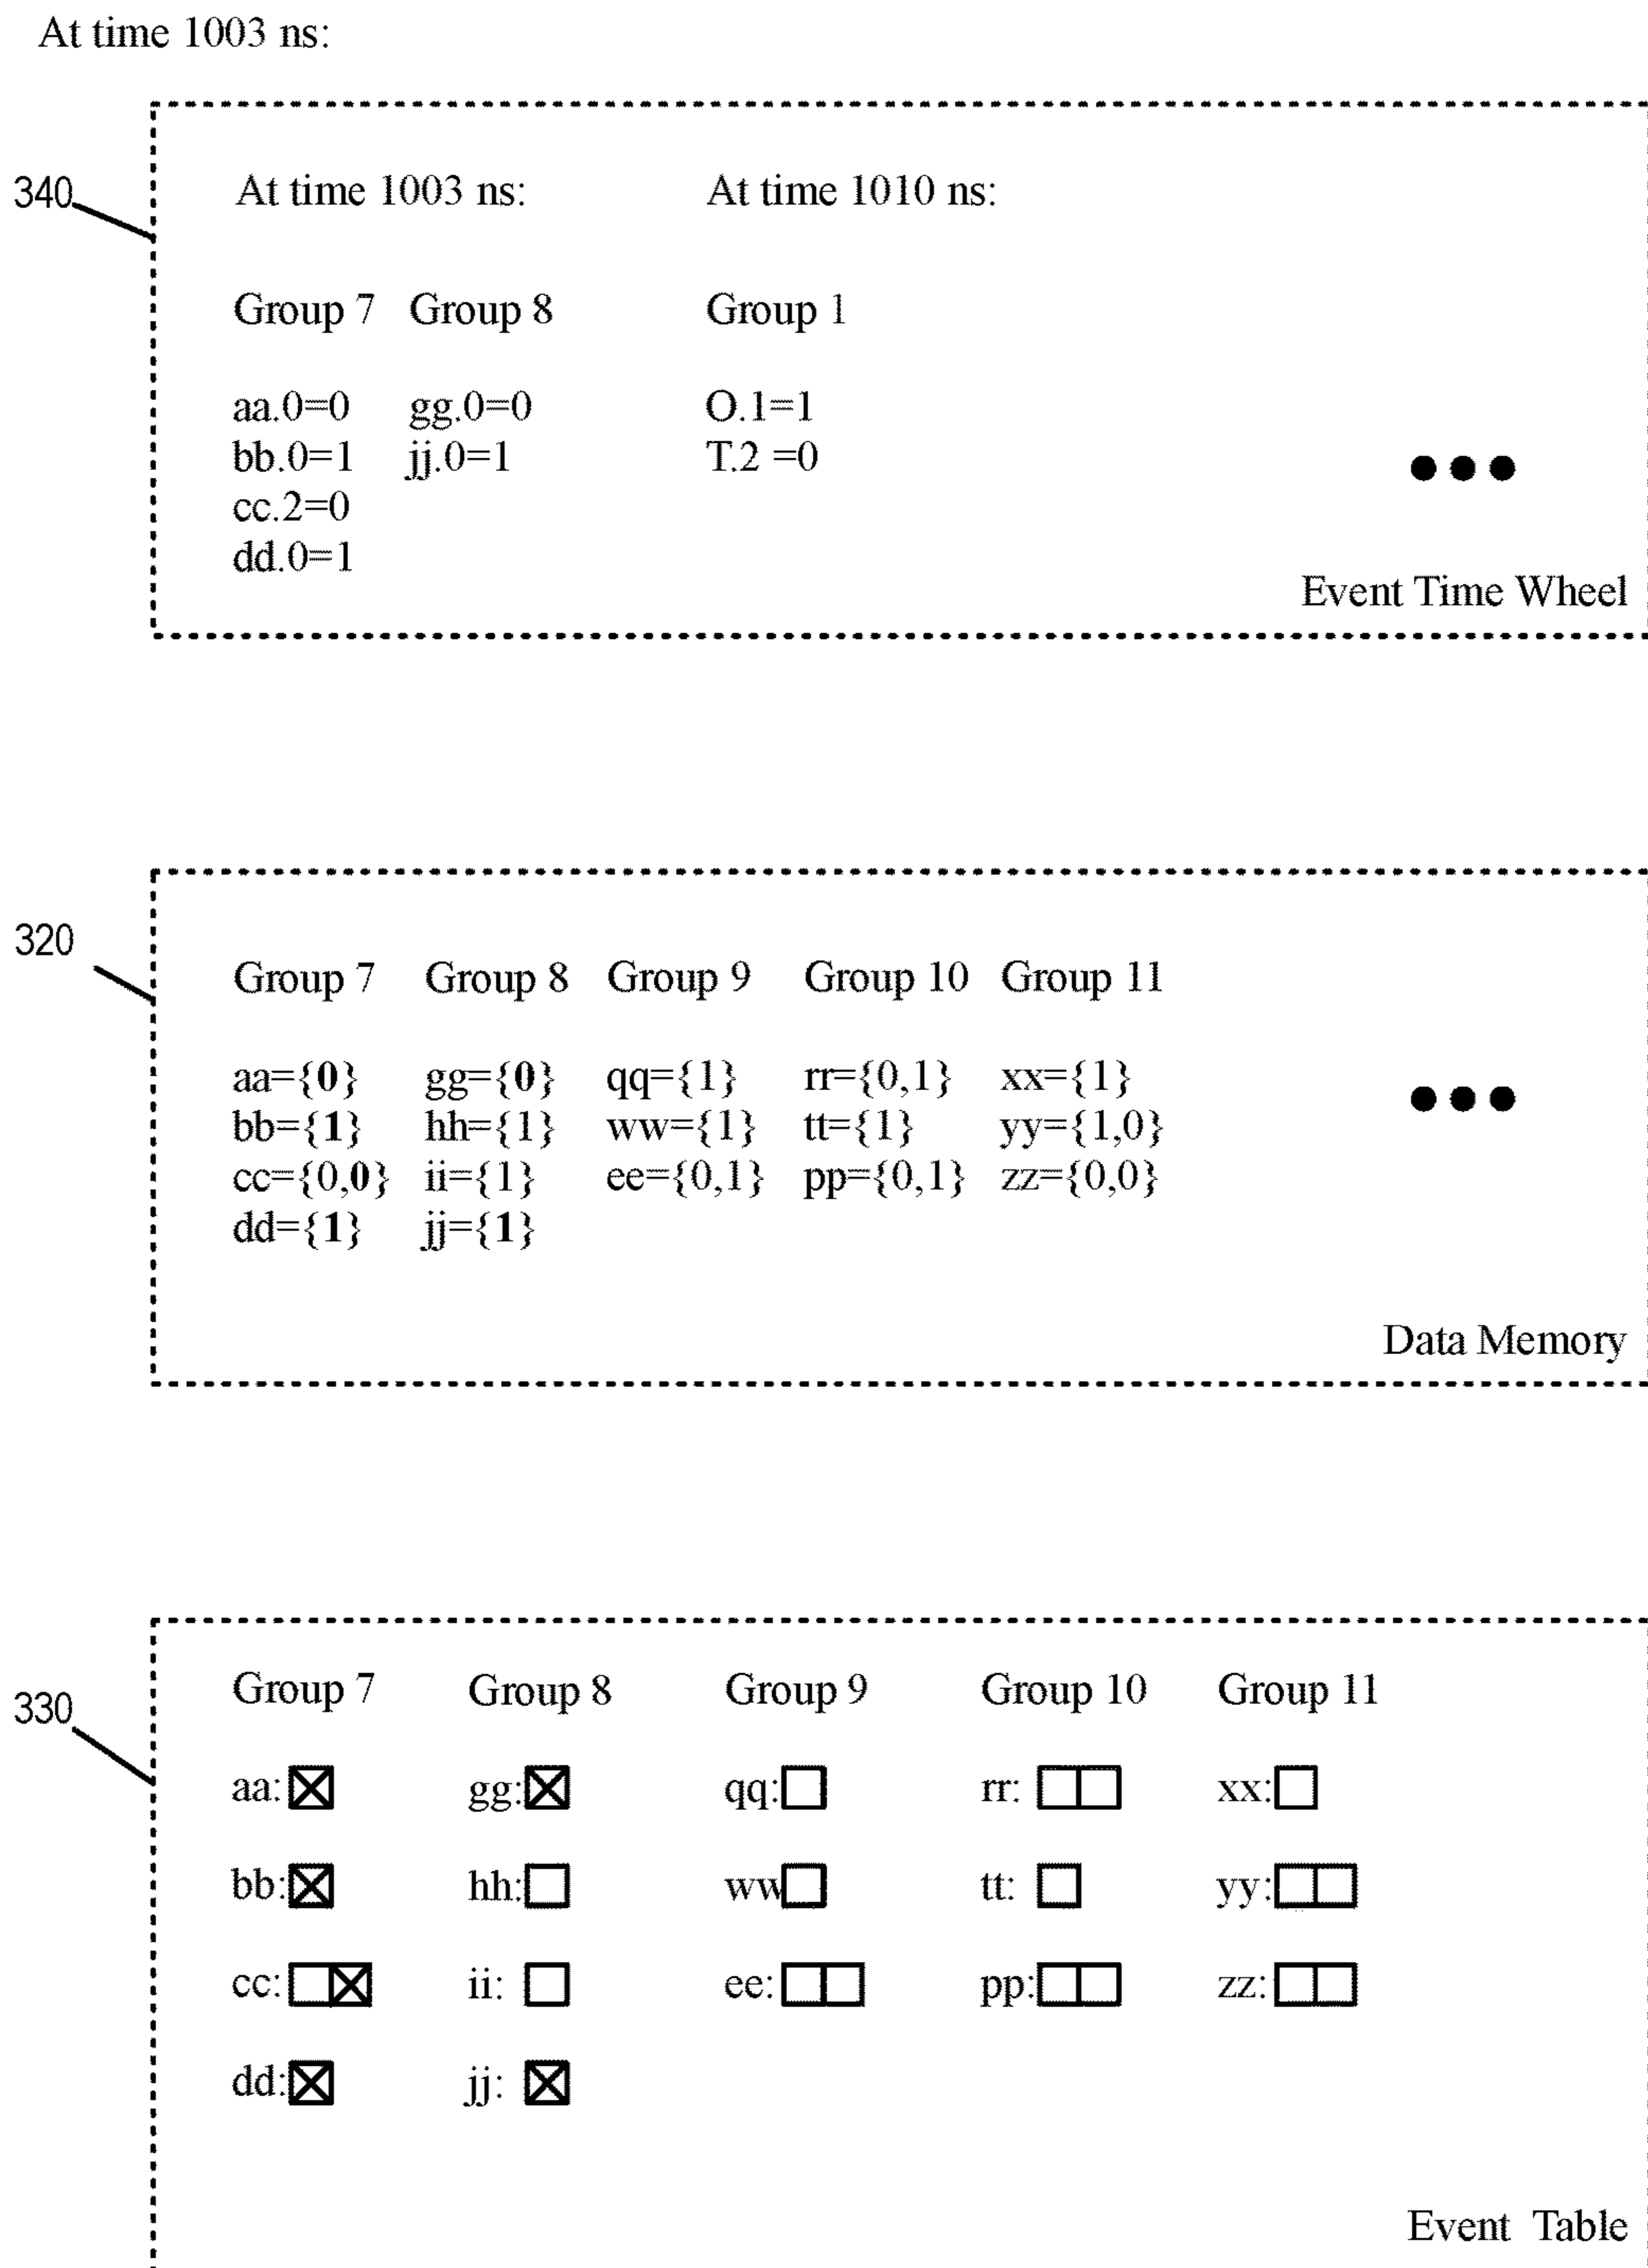 At time 1003 ns:
340
At time 1003 ns: At time 1010 ns:
Group 7 Group 8 Group 1
aa.0=0 gg.0=0 O.1=1
bb.0=1 jj.0=1 T.2 =0
cc.2=0
dd.0=1
Event Time Wheel
320
Group 7 Group 8 Group 9 Group 10 Group 11
aa={0} gg={0} qq={1} rr={0,1} xx={1}
bb={1} hh={1} ww={1} tt={1} yy={1,0}
cc={0,0} ii={1} ee={0,1} pp={0,1} zz={0,0}
dd={1} jj={1}
Data Memory
330
Group 7 Group 8 Group 9 Group 10 Group 11
aa: gg: qq: rr: xx:
bb: hh: ww tt: yy:
cc: ii: ee: pp: zz:
dd: jj:
Event Table